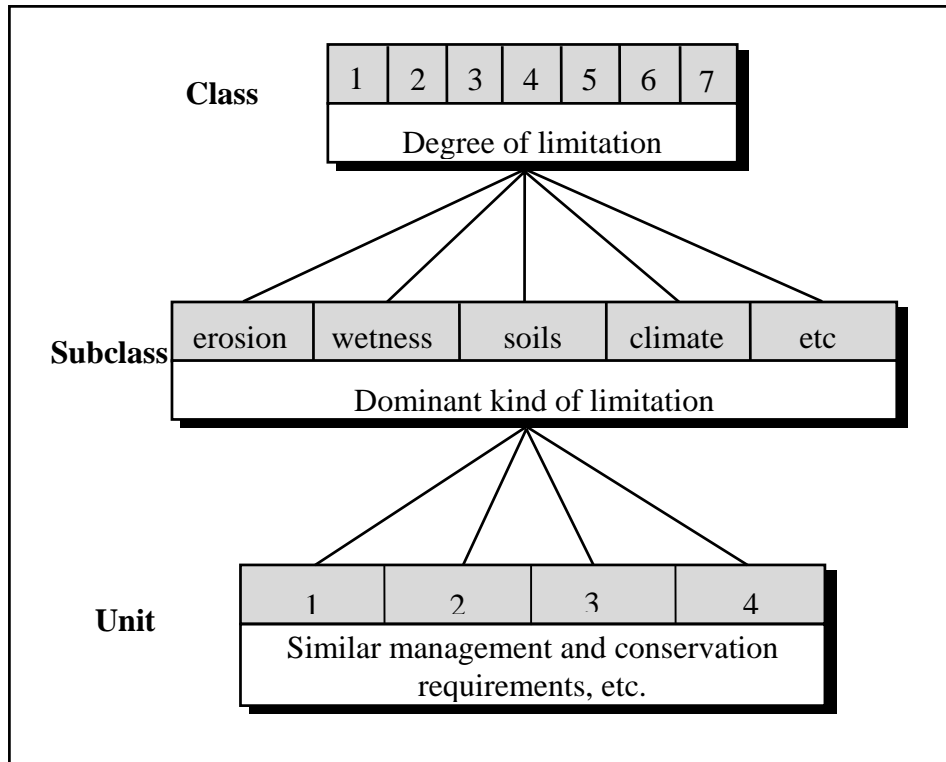 Class
1 2 3 4 5 6 7
Degree of limitation
Subclass
erosion wetness soils climate etc
Dominant kind of limitation
Unit
1 2 3 4
Similar management and conservation
requirements, etc.